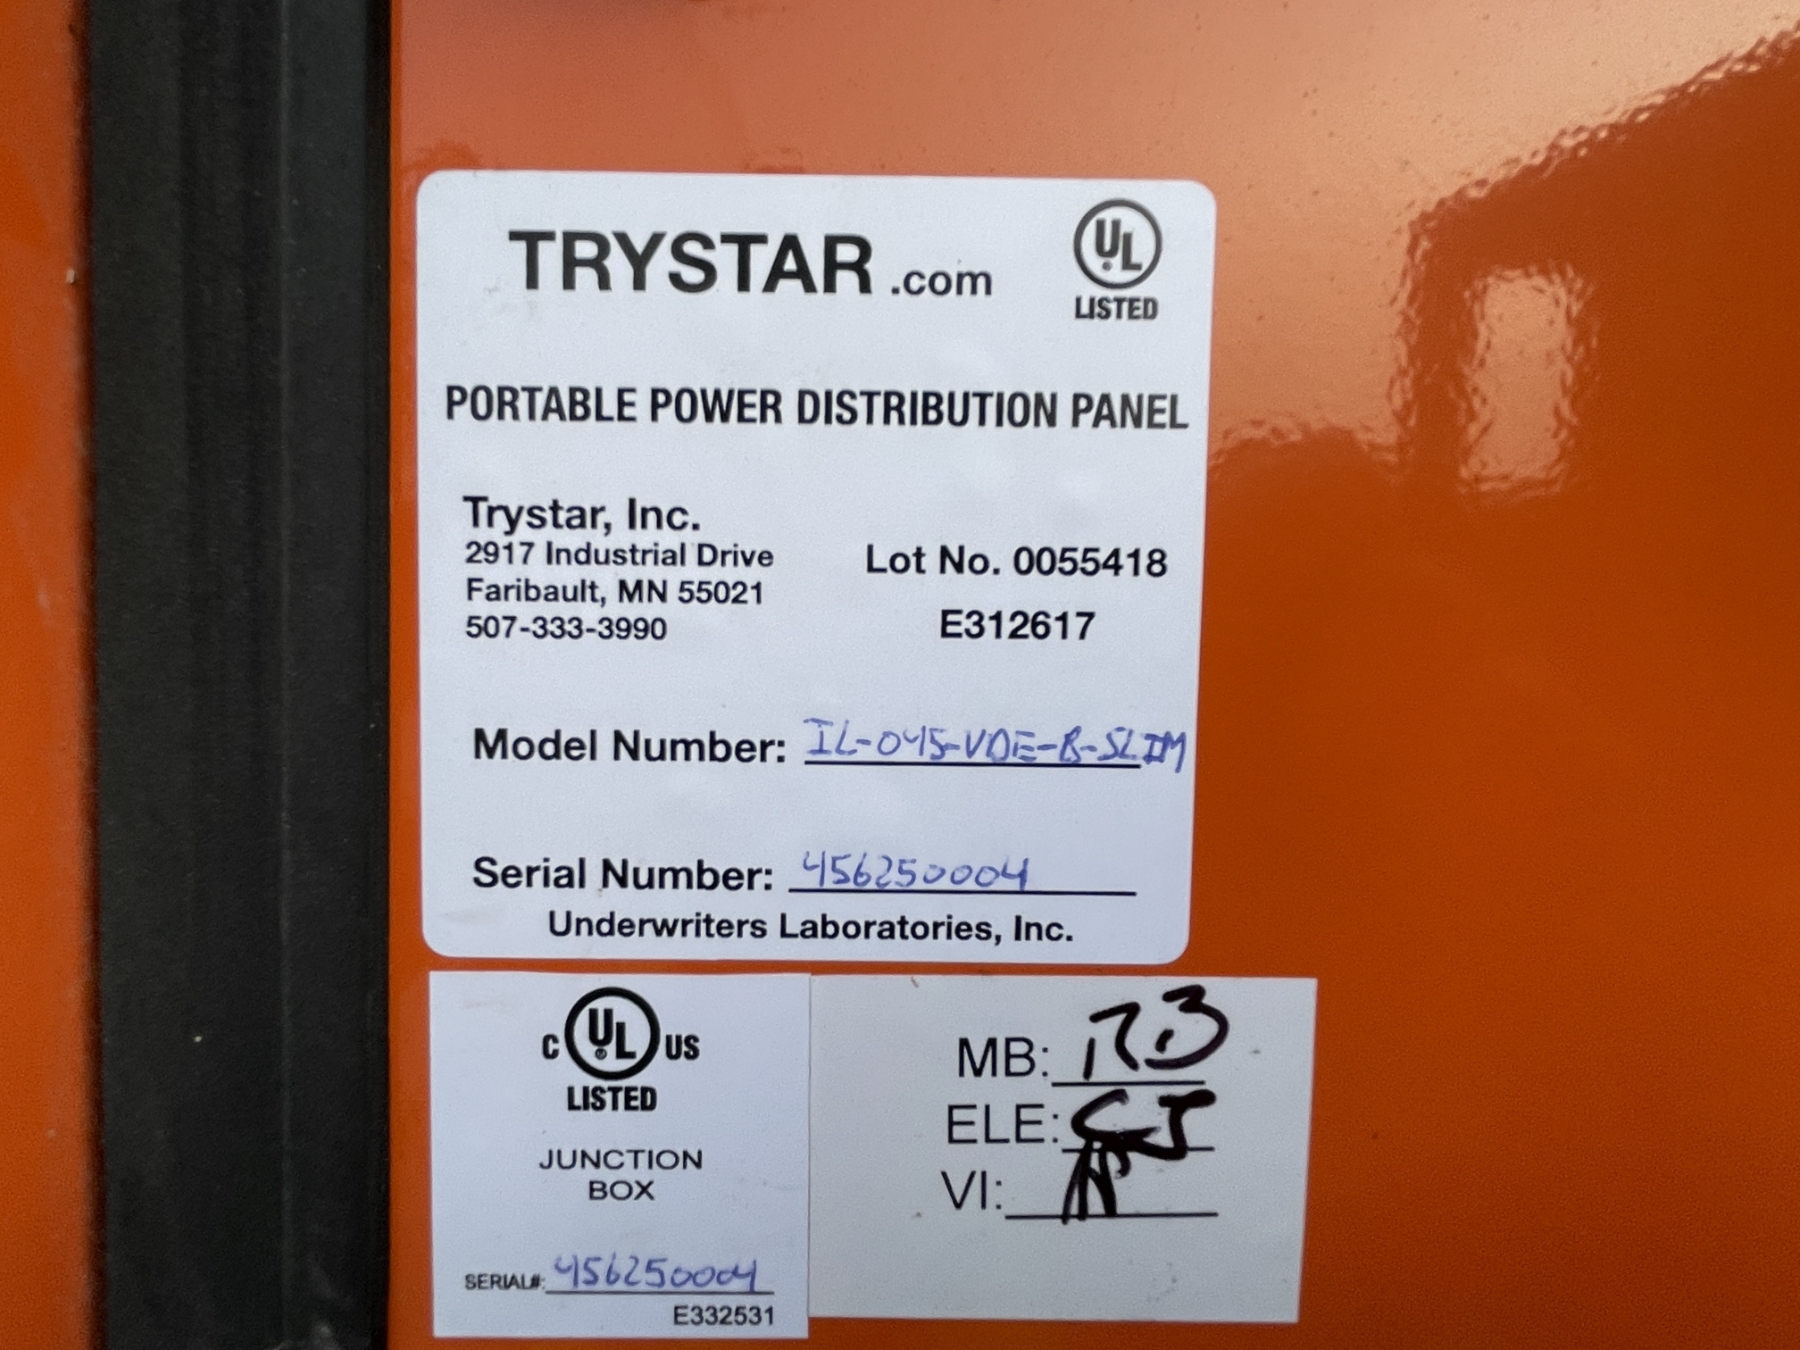 TRYSTAR.com
UL
LISTED
PORTABLE POWER DISTRIBUTION PANEL
Trystar, Inc.
2917 Industrial Drive
Faribault, MN 55021
507-333-3990
Lot No. 0055418
E312617
Model Number: IL-045-VDE-B-SLIM
Serial Number: 456250004
Underwriters Laboratories, Inc.
C UL US
LISTED
JUNCTION
BOX
SERIAL#: 456250004
E332531
MB:
ELE: CJ
VI: